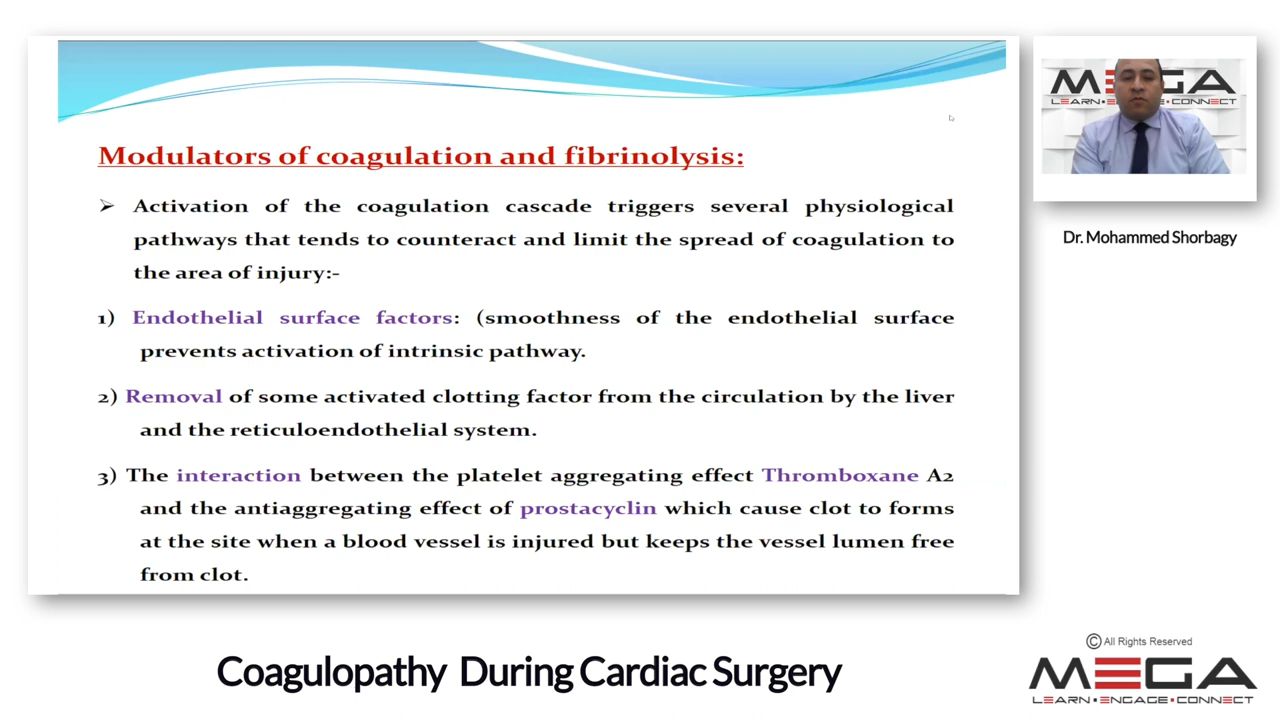 Modulators of coagulation and fibrinolysis:
➢ Activation of the coagulation cascade triggers several physiological
pathways that tends to counteract and limit the spread of coagulation to
the area of injury:-
1) Endothelial surface factors: (smoothness of the endothelial surface
prevents activation of intrinsic pathway.
2) Removal of some activated clotting factor from the circulation by the liver
and the reticuloendothelial system.
3) The interaction between the platelet aggregating effect Thromboxane A2
and the antiaggregating effect of prostacyclin which cause clot to forms
at the site when a blood vessel is injured but keeps the vessel lumen free
from clot.
MEGA
LEARN•ENGAGE•CONNECT
Dr. Mohammed Shorbagy
Coagulopathy During Cardiac Surgery
© All Rights Reserved
MEGA
LEARN•ENGAGE•CONNECT